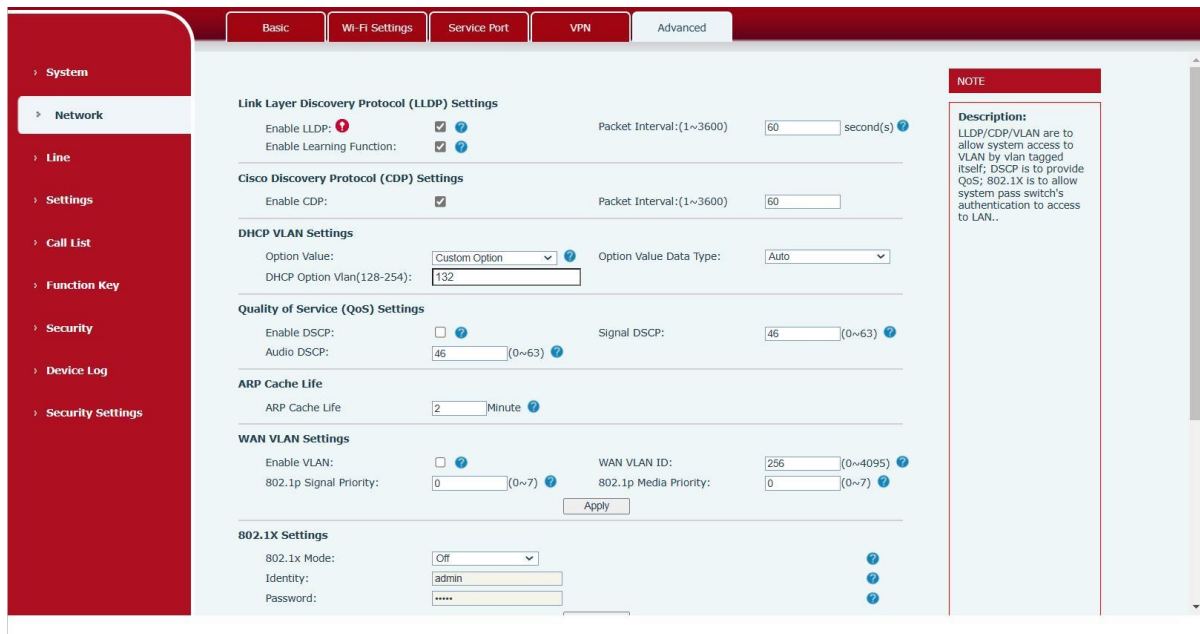 Basic Wi-Fi Settings Service Port VPN Advanced
System
Network
Line
Settings
Call List
Function Key
Security
Device Log
Security Settings
Link Layer Discovery Protocol (LLDP) Settings
Enable LLDP: Packet Interval:(1~3600) 60 second(s)
Enable Learning Function:
Cisco Discovery Protocol (CDP) Settings
Enable CDP: Packet Interval:(1~3600) 60
DHCP VLAN Settings
Option Value: Custom Option Option Value Data Type: Auto
DHCP Option Vlan(128-254): 132
Quality of Service (QoS) Settings
Enable DSCP: Signal DSCP: 46 (0~63)
Audio DSCP: 46 (0~63)
ARP Cache Life
ARP Cache Life 2 Minute
WAN VLAN Settings
Enable VLAN: WAN VLAN ID: 256 (0~4095)
802.1p Signal Priority: 0 (0~7) 802.1p Media Priority: 0 (0~7)
Apply
802.1X Settings
802.1x Mode: Off
Identity: admin
Password: •••••
NOTE
Description:
LLDP/CDP/VLAN are to
allow system access to
VLAN by vlan tagged
itself; DSCP is to provide
QoS; 802.1X is to allow
system pass switch's
authentication to access
to LAN..